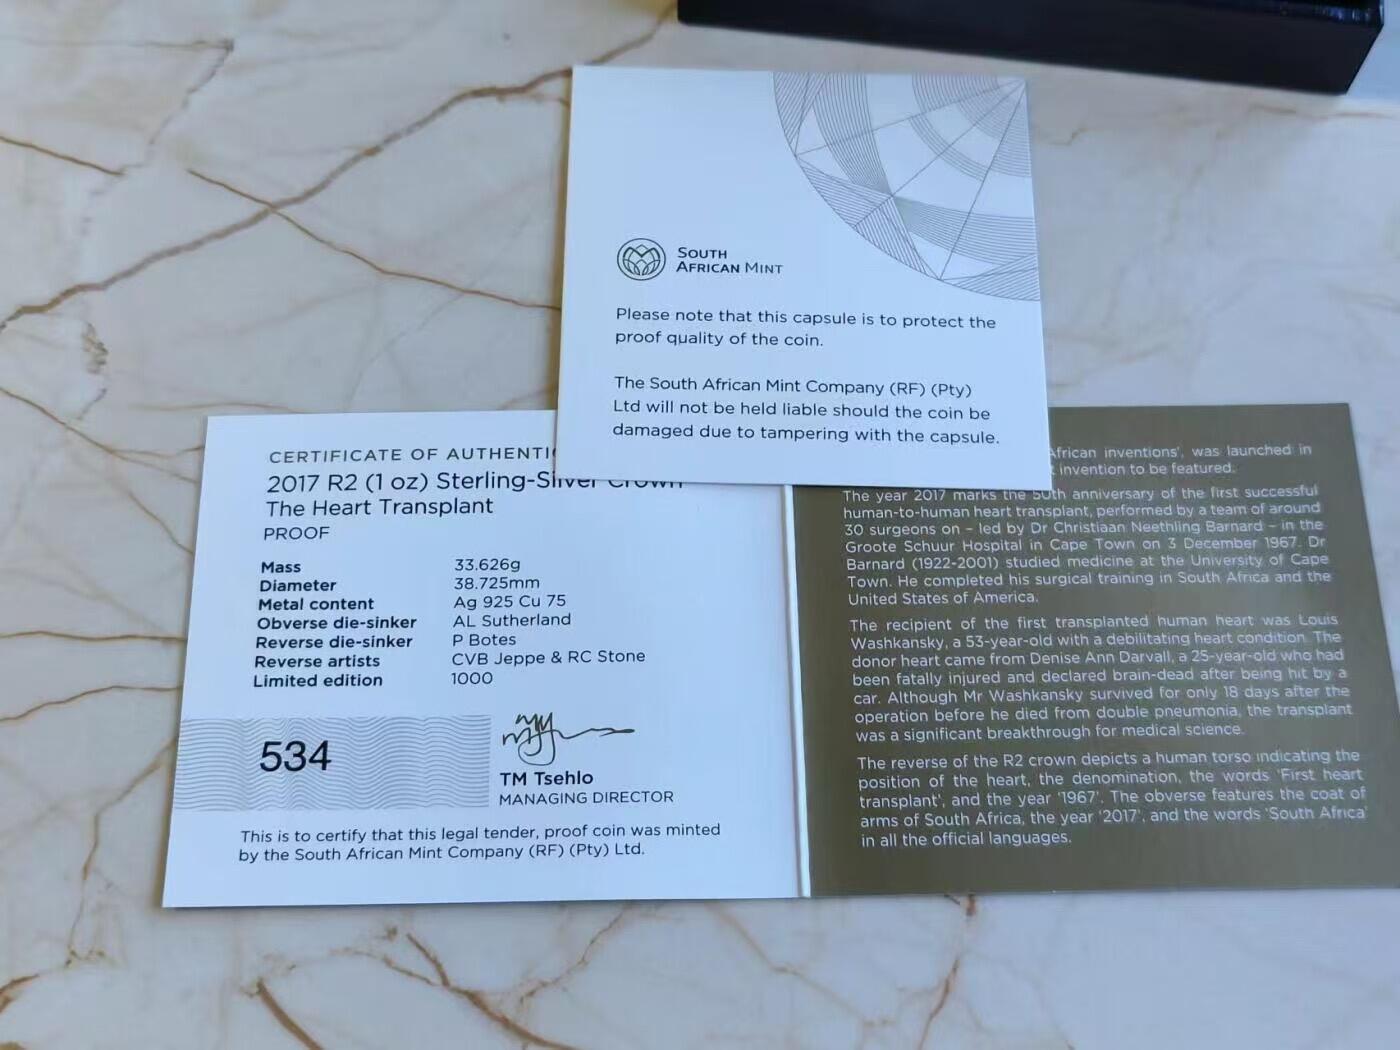 SOUTH
AFRICAN MINT
Please note that this capsule is to protect the
proof quality of the coin.
The South African Mint Company (RF) (Pty)
Ltd will not be held liable should the coin be
damaged due to tampering with the capsule.
CERTIFICATE OF
2017 R2 (1 oz) Sterling-Silver Crown
The Heart Transplant
PROOF
Mass 33.626g
Diameter 38.725mm
Metal content Ag 925 Cu 75
Obverse die-sinker AL Sutherland
Reverse die-sinker P Botes
Reverse artists CVB Jeppe & RC Stone
Limited edition 1000
534
TM Tsehlo
MANAGING DIRECTOR
This is to certify that this legal tender, proof coin was minted
by the South African Mint Company (RF) (Pty) Ltd.
African inventions', was launched in
invention to be featured.
The year 2017 marks the 50th anniversary of the first successful
human-to-human heart transplant, performed by a team of around
30 surgeons on – led by Dr Christiaan Neethling Barnard – in the
Groote Schuur Hospital in Cape Town on 3 December 1967. Dr
Barnard (1922-2001) studied medicine at the University of Cape
Town. He completed his surgical training in South Africa and the
United States of America.
The recipient of the first transplanted human heart was Louis
Washkansky, a 53-year-old with a debilitating heart condition. The
donor heart came from Denise Ann Darvall, a 25-year-old who had
been fatally injured and declared brain-dead after being hit by a
car. Although Mr Washkansky survived for only 18 days after the
operation before he died from double pneumonia, the transplant
was a significant breakthrough for medical science.
The reverse of the R2 crown depicts a human torso indicating the
position of the heart, the denomination, the words 'First heart
transplant', and the year '1967'. The obverse features the coat of
arms of South Africa, the year '2017', and the words 'South Africa'
in all the official languages.